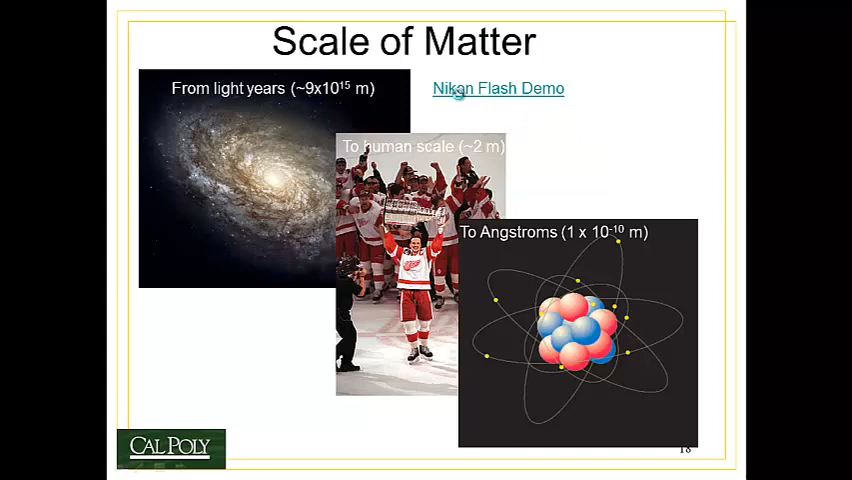 Scale of Matter
From light years (~9x10¹⁵ m)
Nikon Flash Demo
To human scale (~2 m)
To Angstroms (1 x 10⁻¹⁰ m)
CAL POLY
18